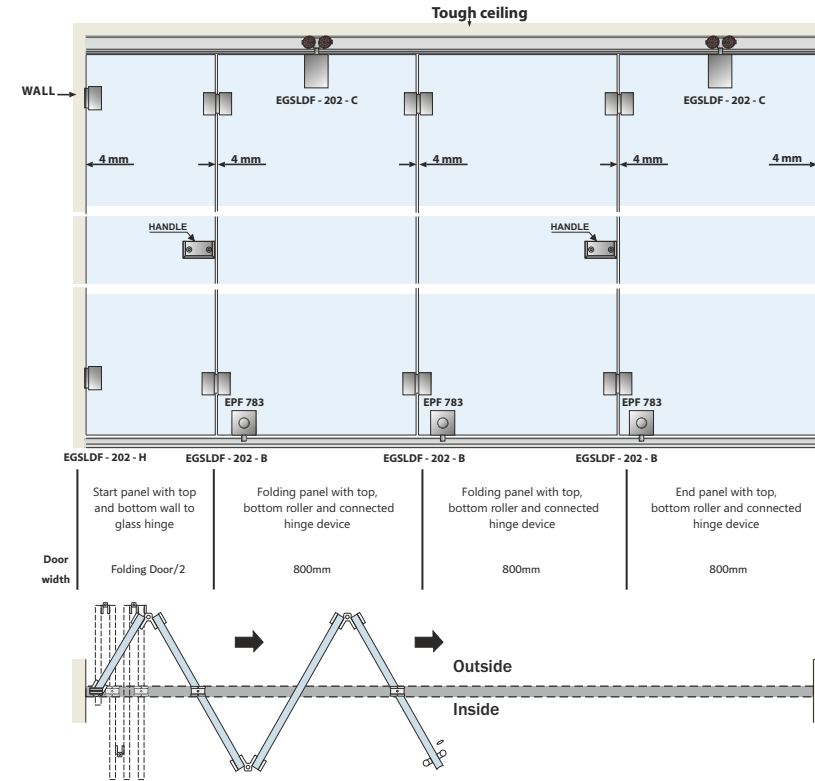 Tough ceiling
WALL
EGSLDF - 202 - C
EGSLDF - 202 - C
4 mm
4 mm
4 mm
4 mm
4 mm
HANDLE
HANDLE
EPF 783
EPF 783
EPF 783
EGSLDF - 202 - H
EGSLDF - 202 - B
EGSLDF - 202 - B
EGSLDF - 202 - B
Start panel with top
and bottom wall to
glass hinge
Folding panel with top,
bottom roller and connected
hinge device
Folding panel with top,
bottom roller and connected
hinge device
End panel with top,
bottom roller and connected
hinge device
Door
width
Folding Door/2
800mm
800mm
800mm
Outside
Inside